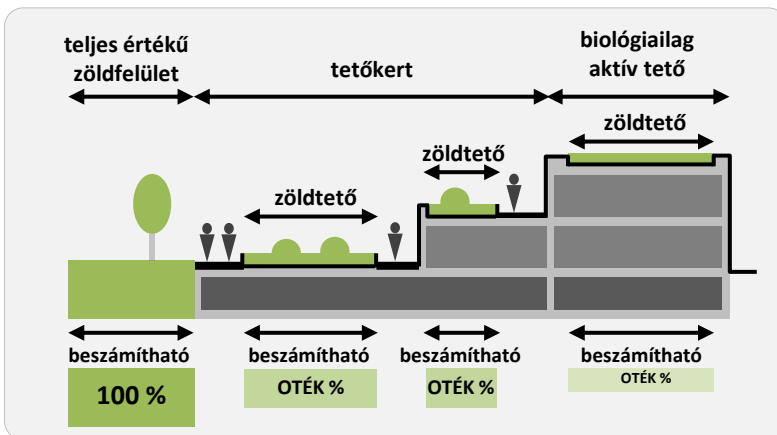 teljes értékű
zöldfelület
tetőkert
biológiailag
aktív tető
zöldtető
zöldtető
zöldtető
beszámítható
beszámítható
beszámítható
beszámítható
100 %
OTÉK %
OTÉK %
OTÉK %